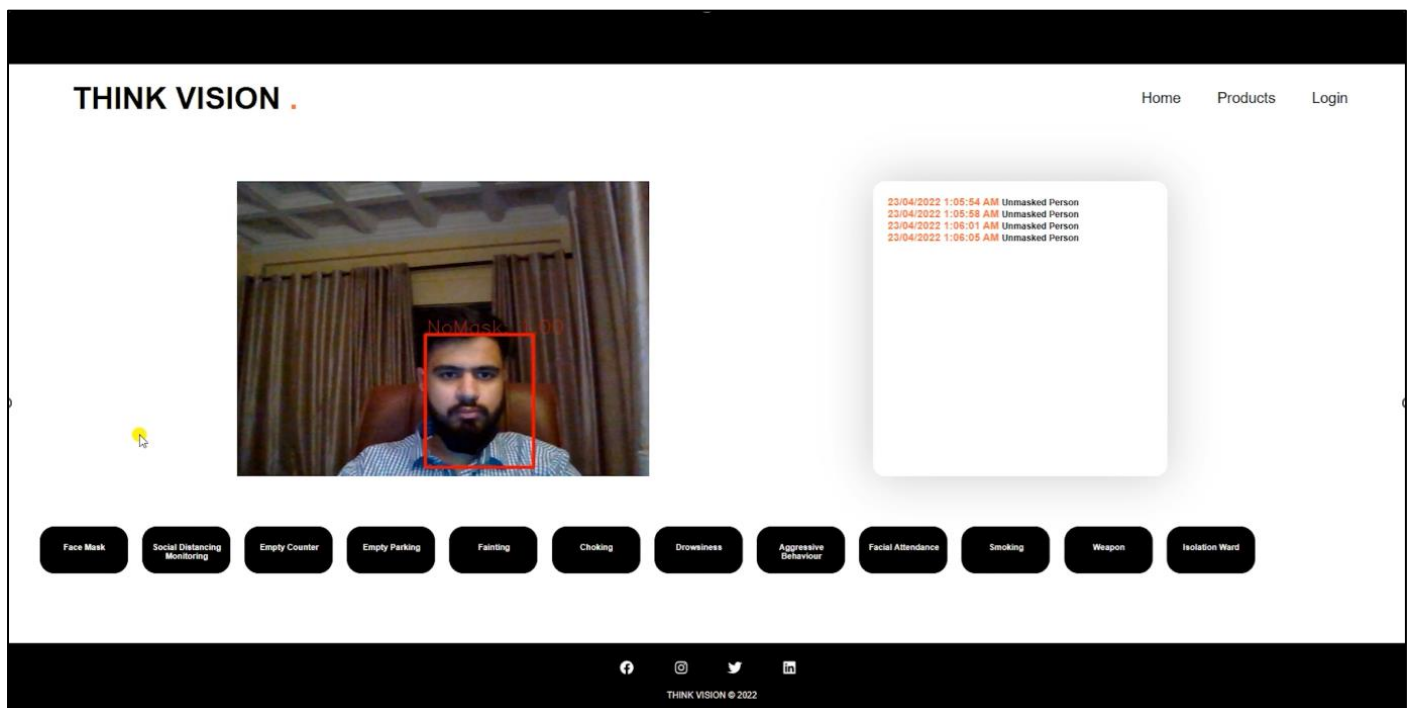 THINK VISION .
Home Products Login
NoMask 1.00
23/04/2022 1:05:54 AM Unmasked Person
23/04/2022 1:05:58 AM Unmasked Person
23/04/2022 1:06:01 AM Unmasked Person
23/04/2022 1:06:05 AM Unmasked Person
Face Mask
Social Distancing
Monitoring
Empty Counter
Empty Parking
Fainting
Choking
Drowsiness
Aggressive
Behaviour
Facial Attendance
Smoking
Weapon
Isolation Ward
THINK VISION © 2022